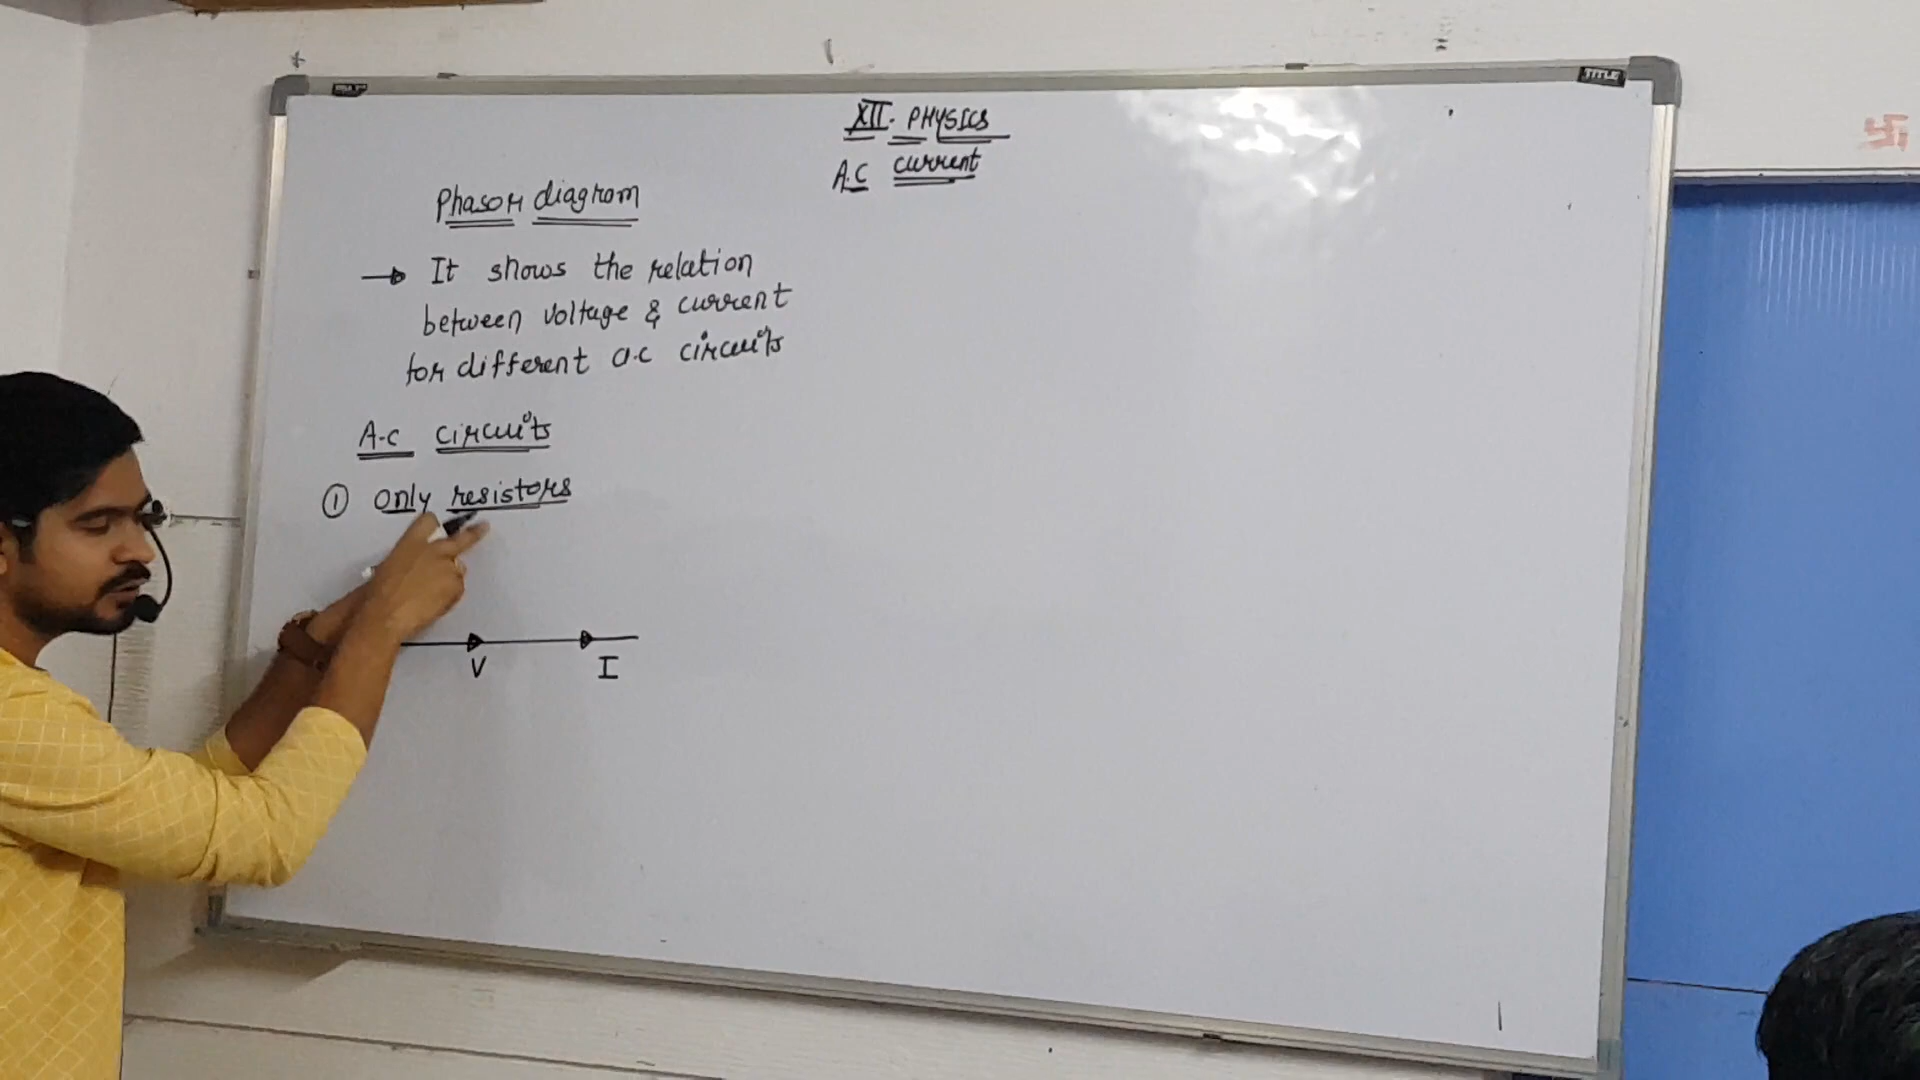 TITLE
XII. PHYSICS
A.C current
Phasor diagram
→ It shows the relation
between voltage & current
for different a.c circuits
A-c circuits
① only resistors
V I